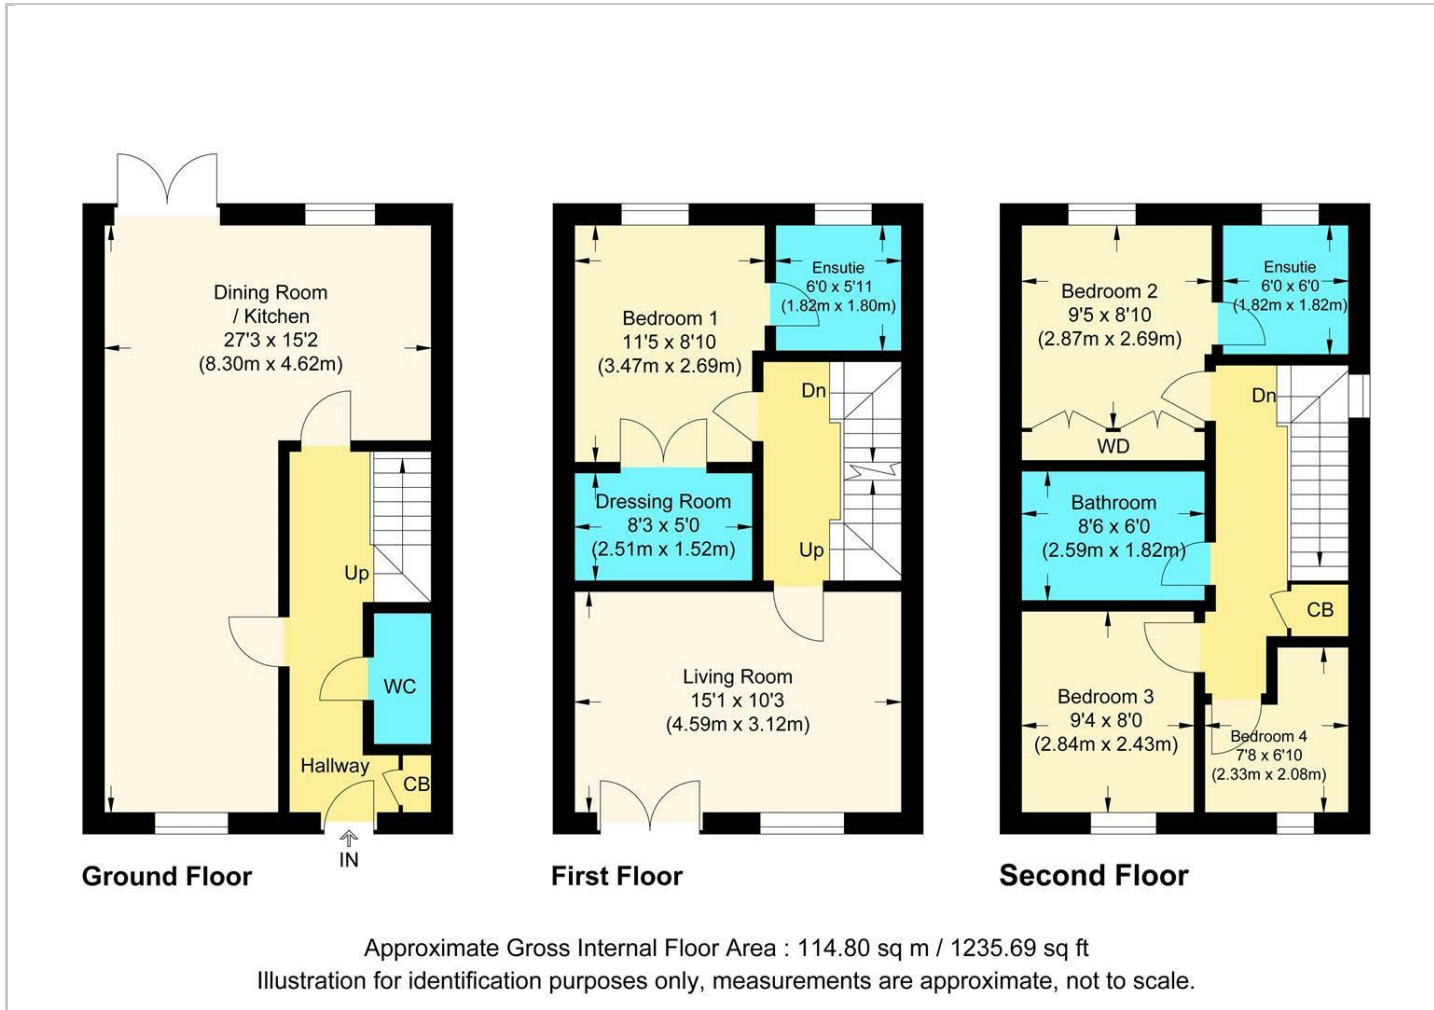 Dining Room
/ Kitchen
27'3 x 15'2
(8.30m x 4.62m)
Up
WC
Hallway
CB
IN
Ground Floor
Bedroom 1
11'5 x 8'10
(3.47m x 2.69m)
Ensutie
6'0 x 5'11
(1.82m x 1.80m)
Dn
Dressing Room
8'3 x 5'0
(2.51m x 1.52m)
Up
Living Room
15'1 x 10'3
(4.59m x 3.12m)
First Floor
Bedroom 2
9'5 x 8'10
(2.87m x 2.69m)
Ensutie
6'0 x 6'0
(1.82m x 1.82m)
Dn
WD
Bathroom
8'6 x 6'0
(2.59m x 1.82m)
CB
Bedroom 3
9'4 x 8'0
(2.84m x 2.43m)
Bedroom 4
7'8 x 6'10
(2.33m x 2.08m)
Second Floor
Approximate Gross Internal Floor Area : 114.80 sq m / 1235.69 sq ft
Illustration for identification purposes only, measurements are approximate, not to scale.